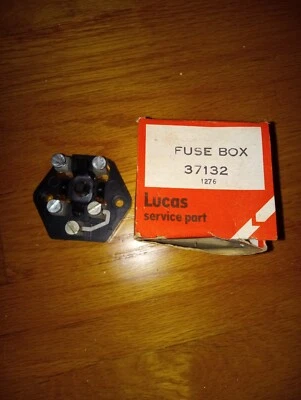 FUSE BOX
37132
1276
Lucas
service part